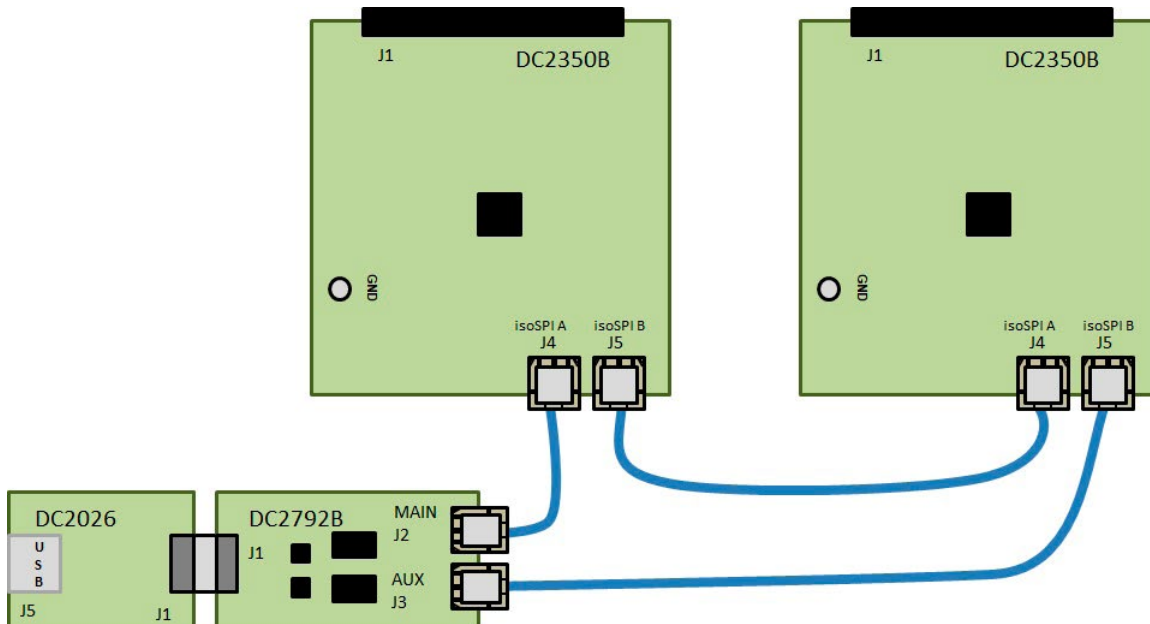 J1
DC2350B
GND
isoSPI A
J4
isoSPI B
J5
J1
DC2350B
GND
isoSPI A
J4
isoSPI B
J5
DC2026
U
S
B
J5
J1
DC2792B
J1
MAIN
J2
AUX
J3